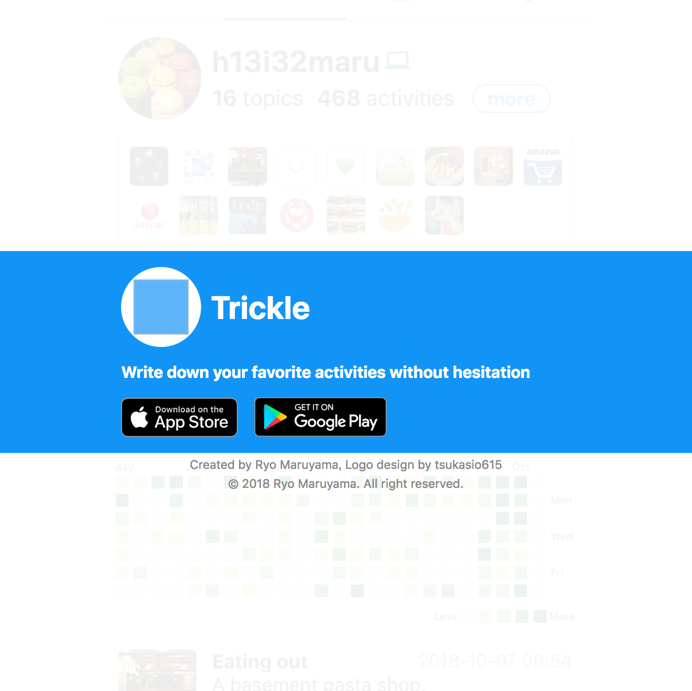 h13i32maru
16 topics 468 activities more
amazon
Jasper
kindle
Trickle
Write down your favorite activities without hesitation
Download on the
App Store
GET IT ON
Google Play
May Oct
Created by Ryo Maruyama, Logo design by tsukasio615
© 2018 Ryo Maruyama. All right reserved.
Mon
Wed
Fri
Less More
Eating out 2018-10-07 00:54
A basement pasta shop.